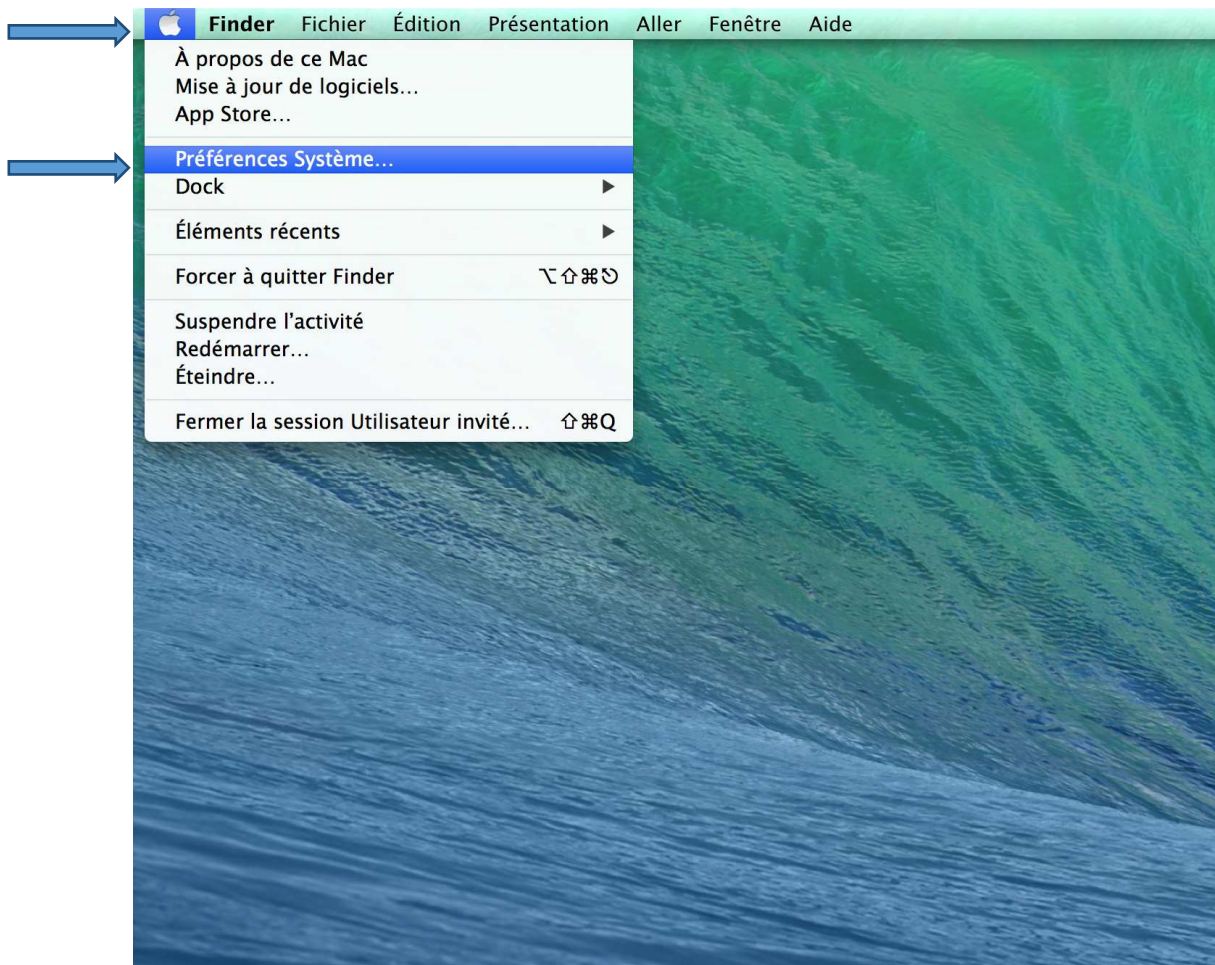 Finder Fichier Édition Présentation Aller Fenêtre Aide
À propos de ce Mac
Mise à jour de logiciels...
App Store...
Préférences Système...
Dock ▶
Éléments récents ▶
Forcer à quitter Finder ⌥⇧⌘⎋
Suspendre l’activité
Redémarrer...
Éteindre...
Fermer la session Utilisateur invité... ⇧⌘Q